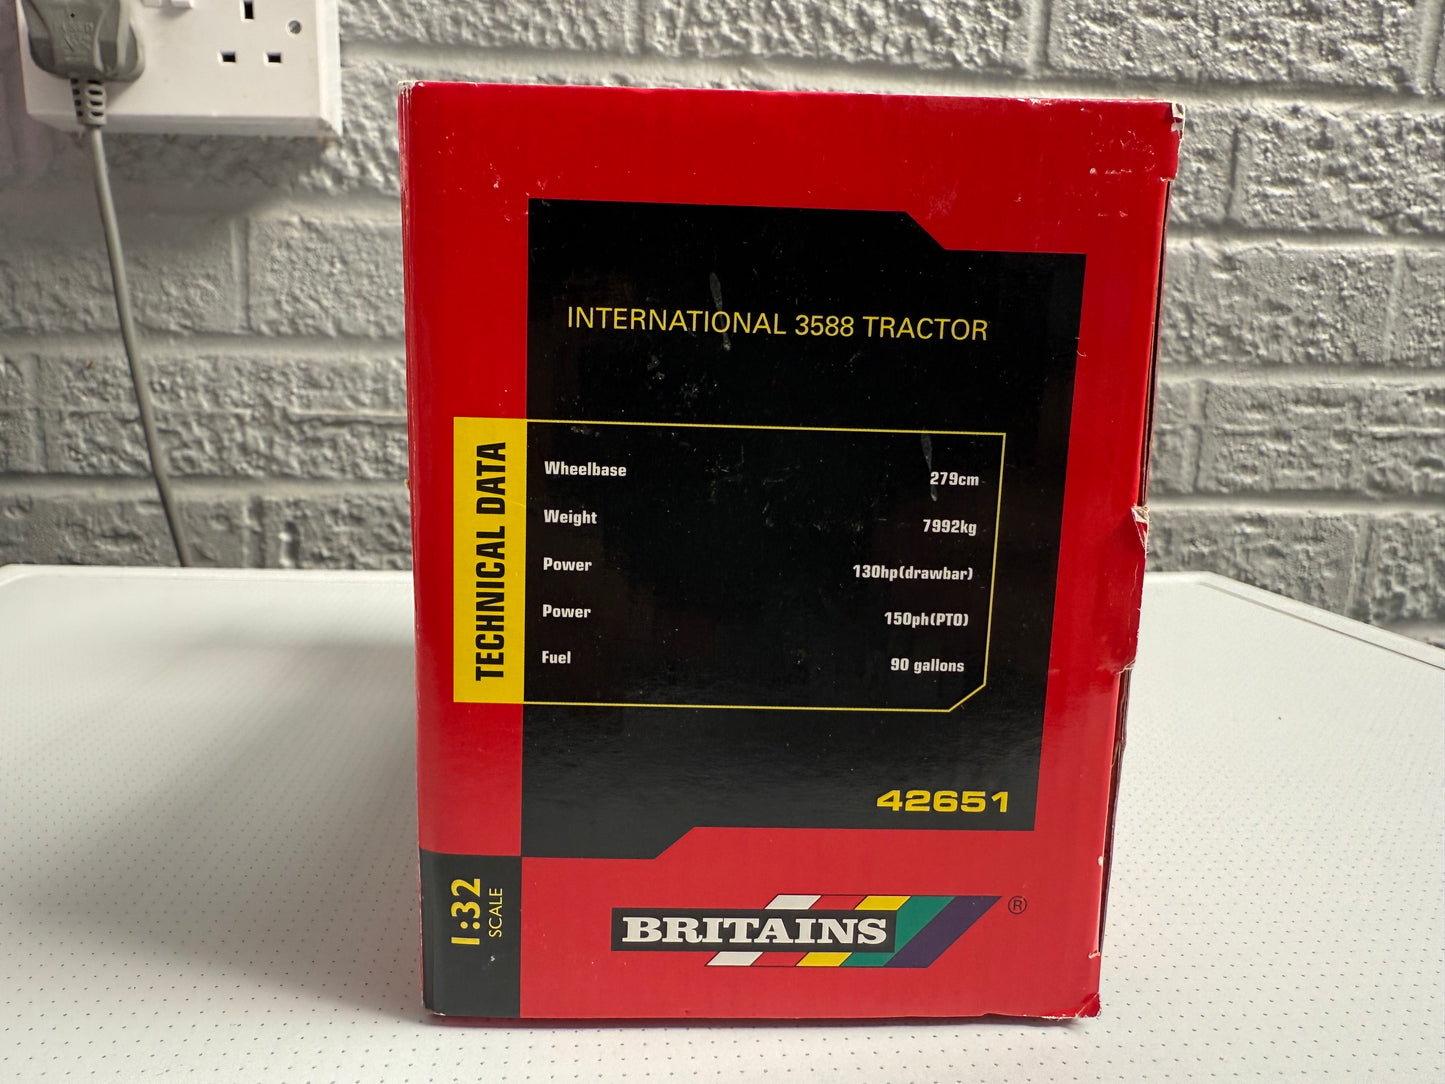 INTERNATIONAL 3588 TRACTOR
TECHNICAL DATA
Wheelbase 279cm
Weight 7992kg
Power 130hp(drawbar)
Power 150ph(PTO)
Fuel 90 gallons
42651
1:32
SCALE
BRITAINS ®